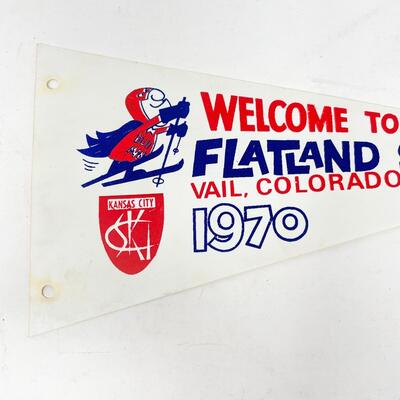 WELCOME TO
FLATLAND S
VAIL, COLORADO
1970
KANSAS CITY
SKI